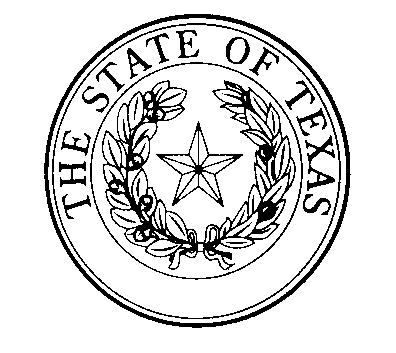 THE STATE OF TEXAS